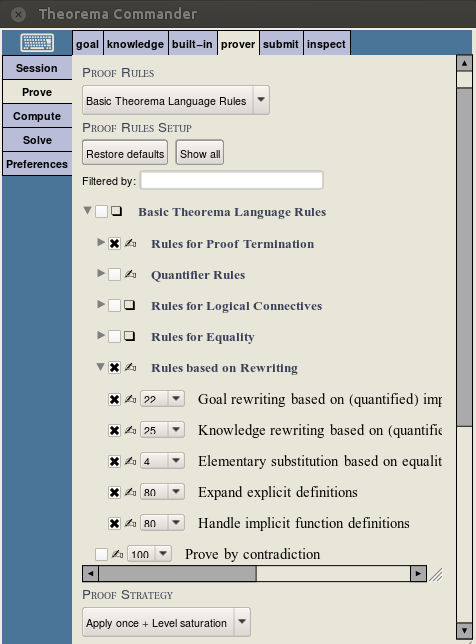 Theorema Commander
goal knowledge built-in prover submit inspect
Session
Prove
Compute
Solve
Preferences
Proof Rules
Basic Theorema Language Rules
Proof Rules Setup
Restore defaults Show all
Filtered by:
Basic Theorema Language Rules
Rules for Proof Termination
Quantifier Rules
Rules for Logical Connectives
Rules for Equality
Rules based on Rewriting
22 Goal rewriting based on (quantified)
25 Knowledge rewriting based on
4 Elementary substitution based on
80 Expand explicit definitions
80 Handle implicit function definitions
100 Prove by contradiction
Proof Strategy
Apply once + Level saturation